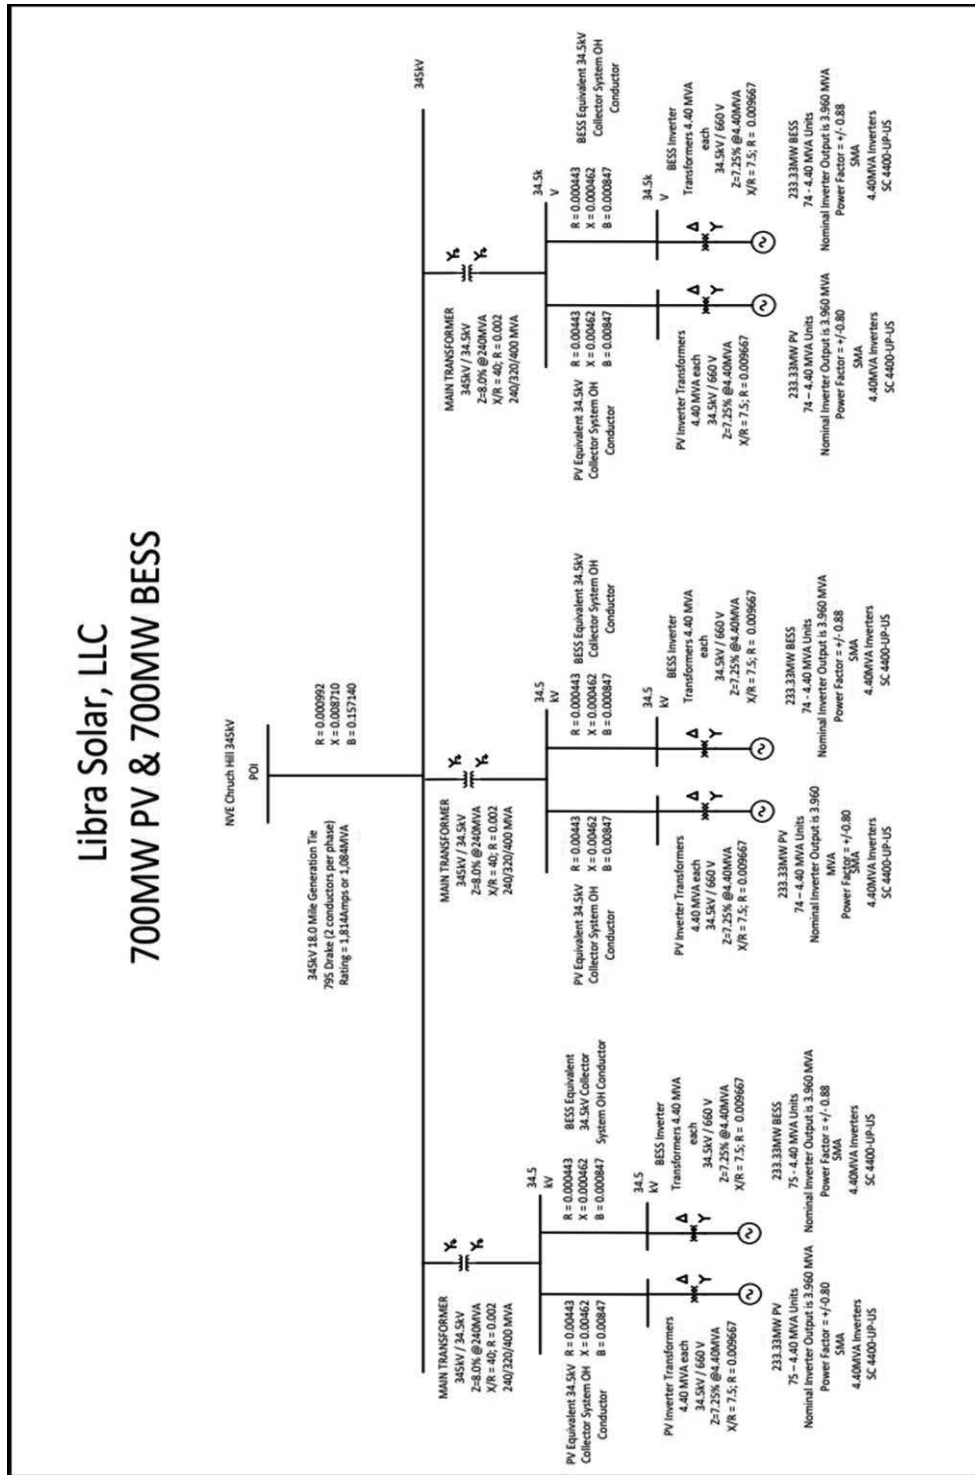 Libra Solar, LLC
700MW PV & 700MW BESS
NVE Chruch Hill 345kV
POI
345kV 18.0 Mile Generation Tie
795 Drake (2 conductors per phase)
Rating = 1,814Amps or 1,084MVA
R = 0.000992
X = 0.008710
B = 0.157140
345kV
MAIN TRANSFORMER
345kV / 34.5kV
Z=8.0% @240MVA
X/R = 40; R = 0.002
240/320/400 MVA
34.5
kV
PV Equivalent 34.5kV
Collector System OH
Conductor
R = 0.00443
X = 0.00462
B = 0.00847
R = 0.000443
X = 0.000462
B = 0.000847
BESS Equivalent
34.5kV Collector
System OH Conductor
34.5
kV
PV Inverter Transformers
4.40 MVA each
34.5kV / 660 V
Z=7.25% @4.40MVA
X/R = 7.5; R = 0.009667
Δ
Y
Δ
Y
BESS Inverter
Transformers 4.40 MVA
each
34.5kV / 660 V
Z=7.25% @4.40MVA
X/R = 7.5; R = 0.009667
233.33MW PV
75 – 4.40 MVA Units
Nominal Inverter Output is 3.960 MVA
Power Factor = +/-0.80
SMA
4.40MVA Inverters
SC 4400-UP-US
233.33MW BESS
75 - 4.40 MVA Units
Nominal Inverter Output is 3.960 MVA
Power Factor = +/- 0.88
SMA
4.40MVA Inverters
SC 4400-UP-US
MAIN TRANSFORMER
345kV / 34.5kV
Z=8.0% @240MVA
X/R = 40; R = 0.002
240/320/400 MVA
34.5
kV
PV Equivalent 34.5kV
Collector System OH
Conductor
R = 0.00443
X = 0.00462
B = 0.00847
R = 0.000443
X = 0.000462
B = 0.000847
BESS Equivalent 34.5kV
Collector System OH
Conductor
34.5
kV
PV Inverter Transformers
4.40 MVA each
34.5kV / 660 V
Z=7.25% @4.40MVA
X/R = 7.5; R = 0.009667
Δ
Y
Δ
Y
BESS Inverter
Transformers 4.40 MVA
each
34.5kV / 660 V
Z=7.25% @4.40MVA
X/R = 7.5; R = 0.009667
233.33MW PV
74 – 4.40 MVA Units
Nominal Inverter Output is 3.960
MVA
Power Factor = +/-0.80
SMA
4.40MVA Inverters
SC 4400-UP-US
233.33MW BESS
74 - 4.40 MVA Units
Nominal Inverter Output is 3.960 MVA
Power Factor = +/- 0.88
SMA
4.40MVA Inverters
SC 4400-UP-US
MAIN TRANSFORMER
345kV / 34.5kV
Z=8.0% @240MVA
X/R = 40; R = 0.002
240/320/400 MVA
34.5k
V
PV Equivalent 34.5kV
Collector System OH
Conductor
R = 0.00443
X = 0.00462
B = 0.00847
R = 0.000443
X = 0.000462
B = 0.000847
BESS Equivalent 34.5kV
Collector System OH
Conductor
34.5k
V
PV Inverter Transformers
4.40 MVA each
34.5kV / 660 V
Z=7.25% @4.40MVA
X/R = 7.5; R = 0.009667
Δ
Y
Δ
Y
BESS Inverter
Transformers 4.40 MVA
each
34.5kV / 660 V
Z=7.25% @4.40MVA
X/R = 7.5; R = 0.009667
233.33MW PV
74 – 4.40 MVA Units
Nominal Inverter Output is 3.960 MVA
Power Factor = +/-0.80
SMA
4.40MVA Inverters
SC 4400-UP-US
233.33MW BESS
74 - 4.40 MVA Units
Nominal Inverter Output is 3.960 MVA
Power Factor = +/- 0.88
SMA
4.40MVA Inverters
SC 4400-UP-US